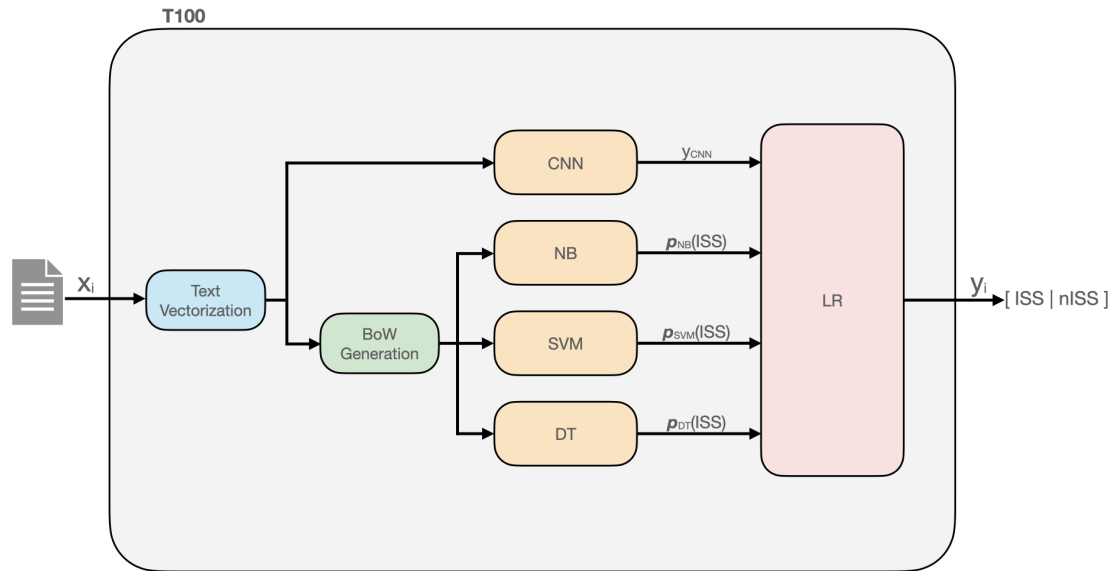 T100
CNN
yCNN
NB
pNB(ISS)
xi
Text
Vectorization
BoW
Generation
SVM
pSVM(ISS)
DT
pDT(ISS)
LR
yi
[ ISS | nISS ]